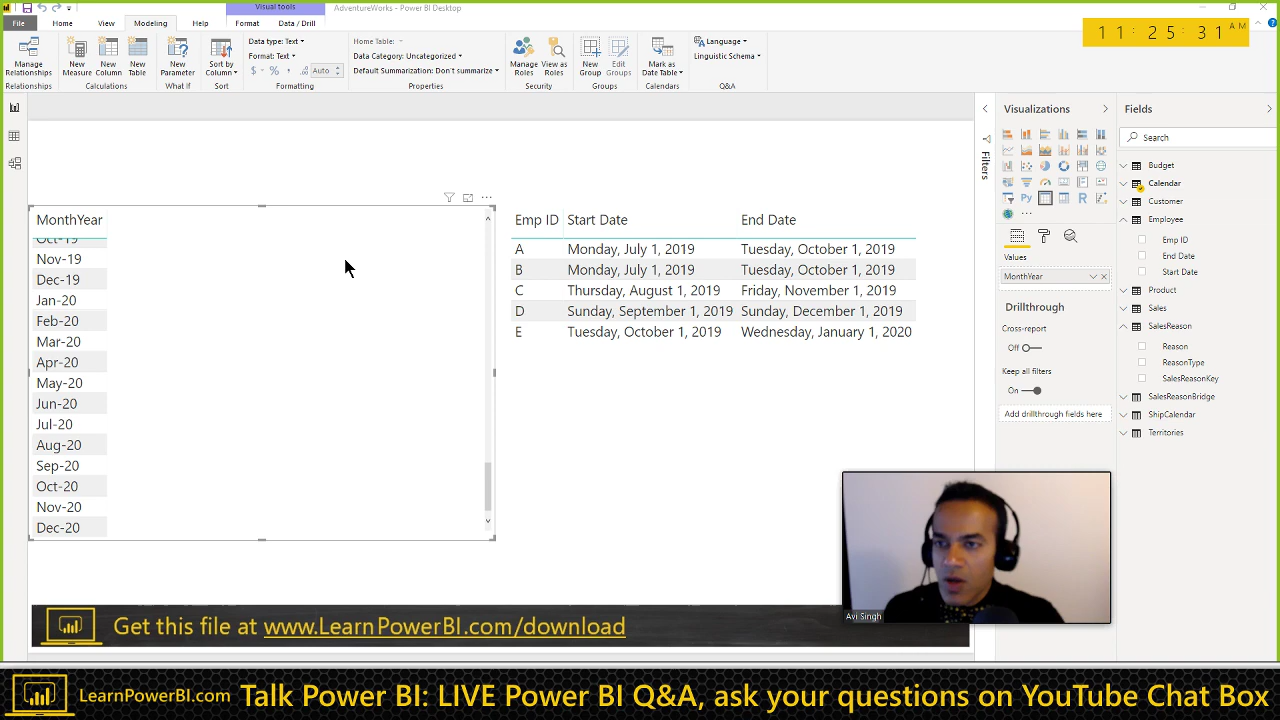 Visual tools
AdventureWorks - Power BI Desktop
File Home View Modeling Help Format Data / Drill
11:25:31 AM
Manage Relationships
New Measure
New Column
New Table
New Parameter
Sort by Column
Data type: Text
Format: Text
$ % , .00 Auto
Home Table:
Data Category: Uncategorized
Default Summarization: Don't summarize
Manage Roles
View as Roles
New Group
Edit Groups
Mark as Date Table
Language
Linguistic Schema
Relationships Calculations What If Sort Formatting Properties Security Groups Calendars Q&A
MonthYear
Oct-19
Nov-19
Dec-19
Jan-20
Feb-20
Mar-20
Apr-20
May-20
Jun-20
Jul-20
Aug-20
Sep-20
Oct-20
Nov-20
Dec-20
Emp ID Start Date End Date
A Monday, July 1, 2019 Tuesday, October 1, 2019
B Monday, July 1, 2019 Tuesday, October 1, 2019
C Thursday, August 1, 2019 Friday, November 1, 2019
D Sunday, September 1, 2019 Sunday, December 1, 2019
E Tuesday, October 1, 2019 Wednesday, January 1, 2020
Filters
Visualizations
Py
R
Values
MonthYear
Drillthrough
Cross-report
Off
Keep all filters
On
Add drillthrough fields here
Fields
Search
Budget
Calendar
Customer
Employee
Emp ID
End Date
Start Date
Product
Sales
SalesReason
Reason
ReasonType
SalesReasonKey
SalesReasonBridge
ShipCalendar
Territories
Avi Singh
Get this file at www.LearnPowerBI.com/download
LearnPowerBI.com Talk Power BI: LIVE Power BI Q&A, ask your questions on YouTube Chat Box